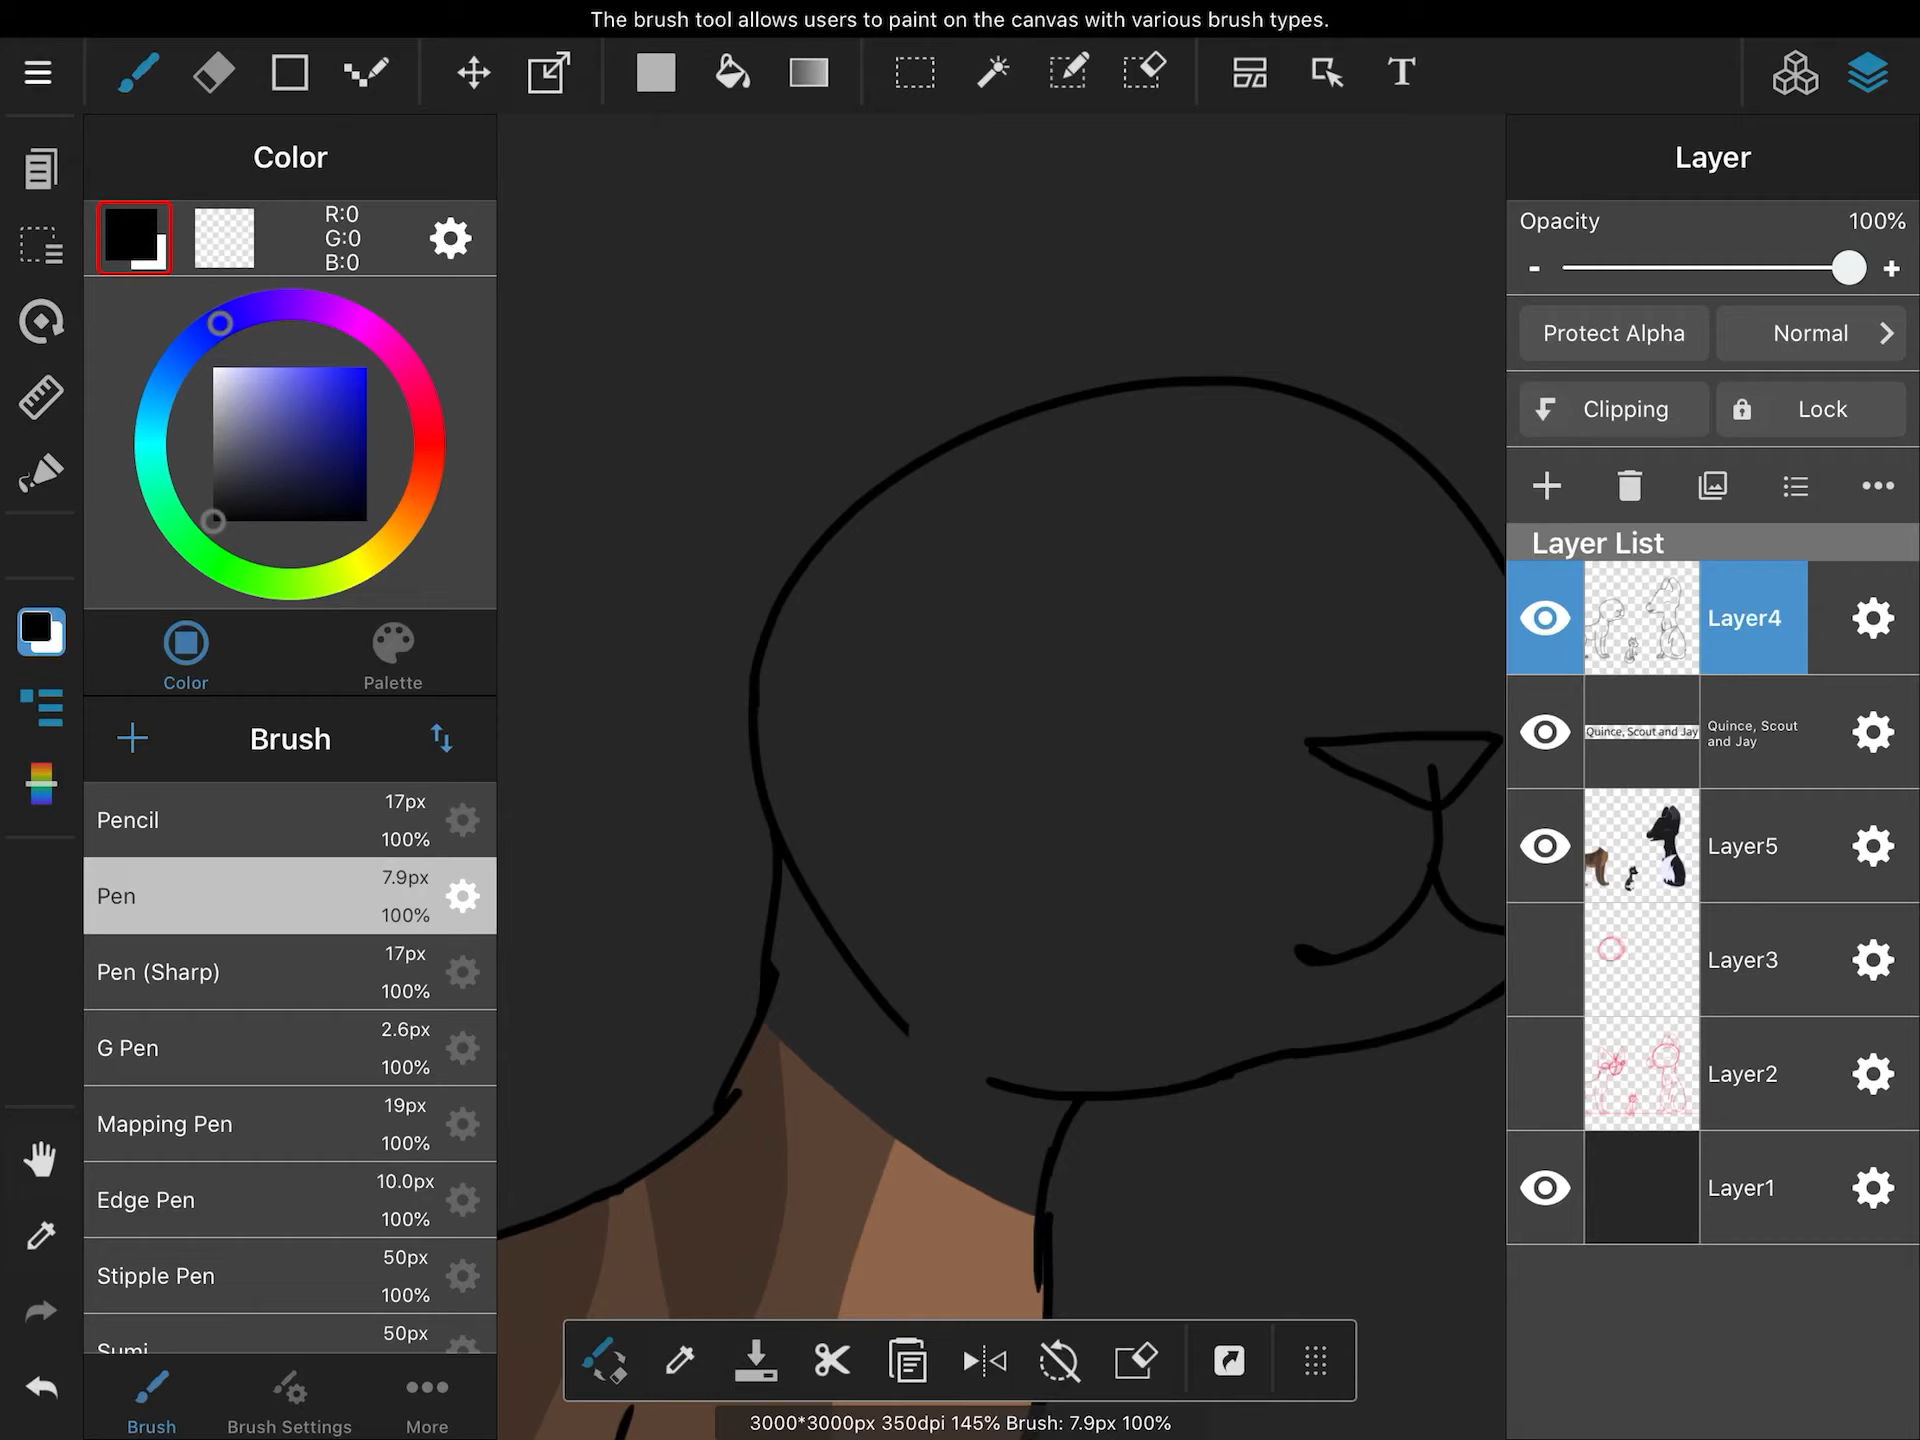 The brush tool allows users to paint on the canvas with various brush types.
T
Color
R:0
G:0
B:0
Color
Palette
Brush
Pencil
17px
100%
Pen
7.9px
100%
Pen (Sharp)
17px
100%
G Pen
2.6px
100%
Mapping Pen
19px
100%
Edge Pen
10.0px
100%
Stipple Pen
50px
100%
Sumi
50px
Brush
Brush Settings
More
3000*3000px 350dpi 145% Brush: 7.9px 100%
Layer
Opacity
100%
- +
Protect Alpha
Normal
Clipping
Lock
Layer List
Layer4
Quince, Scout and Jay
Quince, Scout
and Jay
Layer5
Layer3
Layer2
Layer1